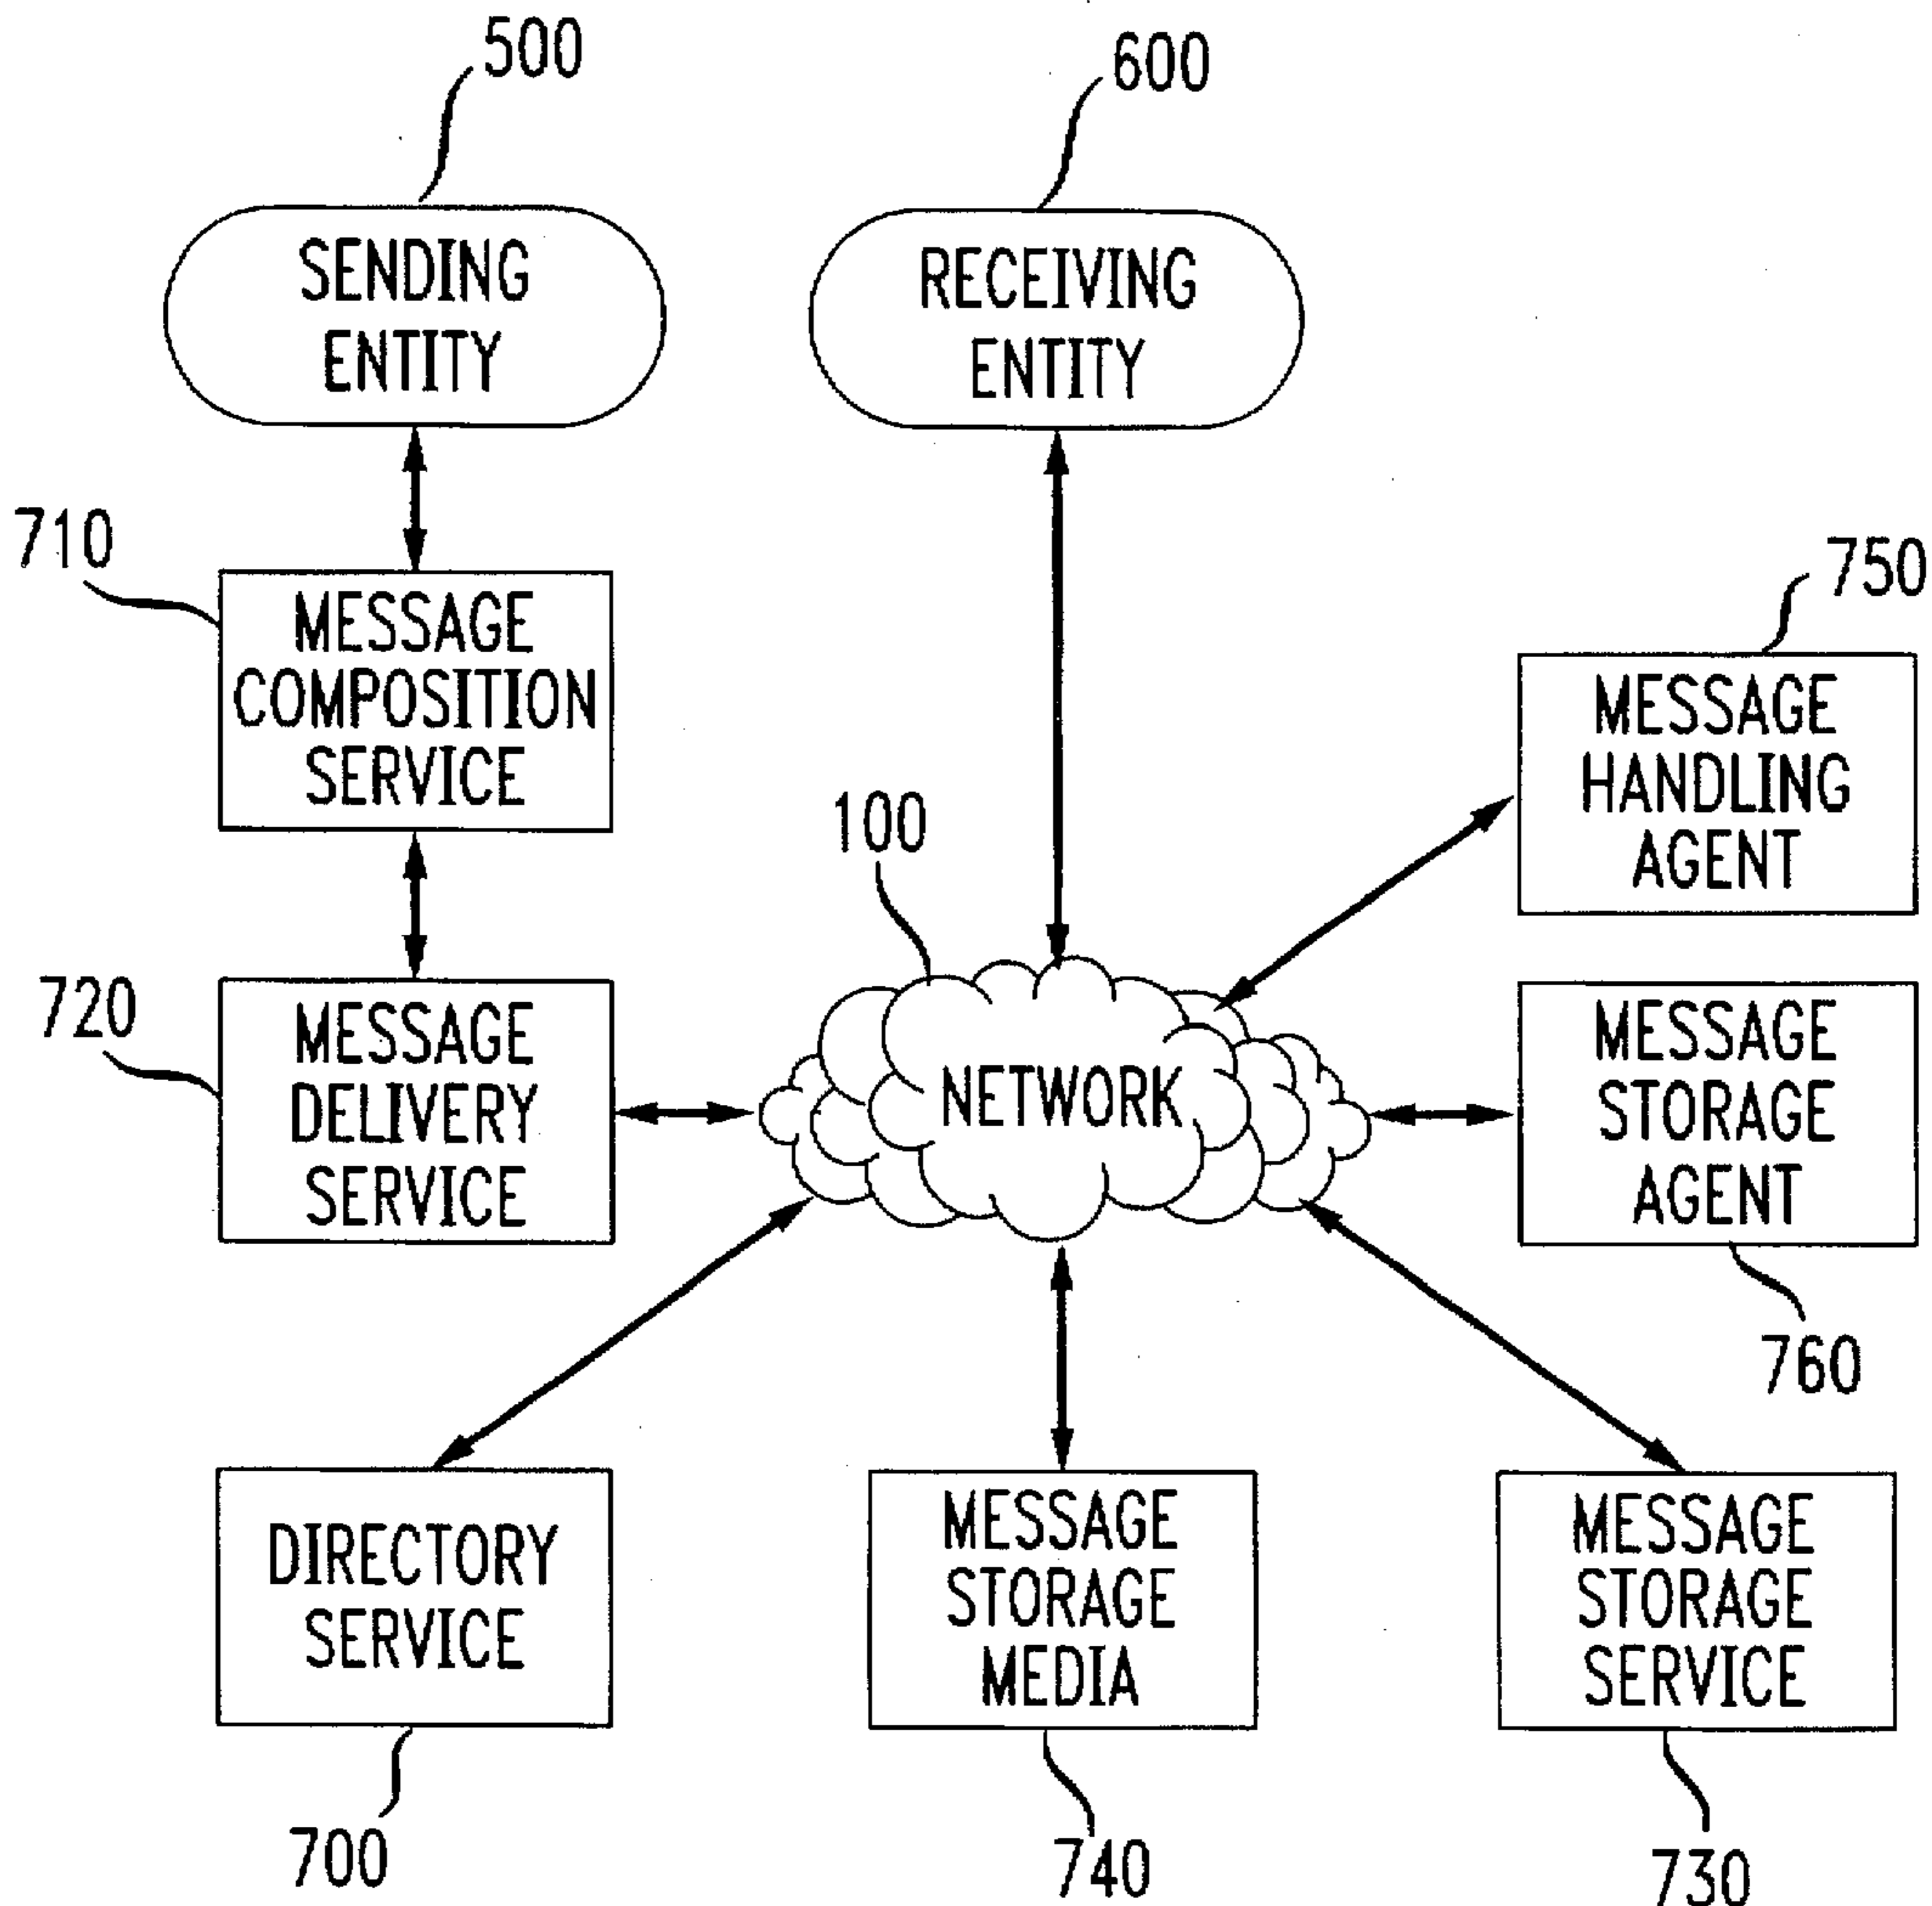 500
600
SENDING
ENTITY
RECEIVING
ENTITY
710
MESSAGE
COMPOSITION
SERVICE
750
MESSAGE
HANDLING
AGENT
100
720
MESSAGE
DELIVERY
SERVICE
NETWORK
MESSAGE
STORAGE
AGENT
760
DIRECTORY
SERVICE
MESSAGE
STORAGE
MEDIA
MESSAGE
STORAGE
SERVICE
700
740
730